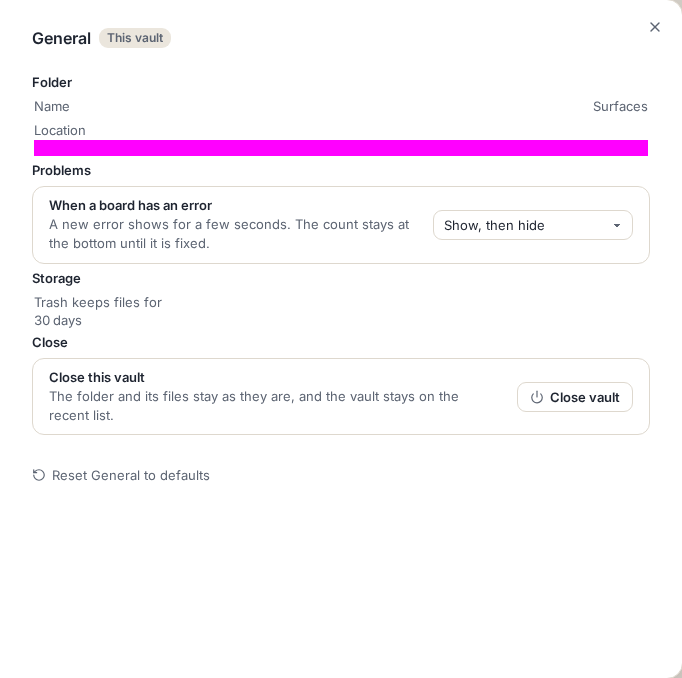 General This vault
Folder
Name Surfaces
Location
Problems
When a board has an error
A new error shows for a few seconds. The count stays at
the bottom until it is fixed.
Show, then hide
Storage
Trash keeps files for
30 days
Close
Close this vault
The folder and its files stay as they are, and the vault stays on the
recent list.
Close vault
Reset General to defaults